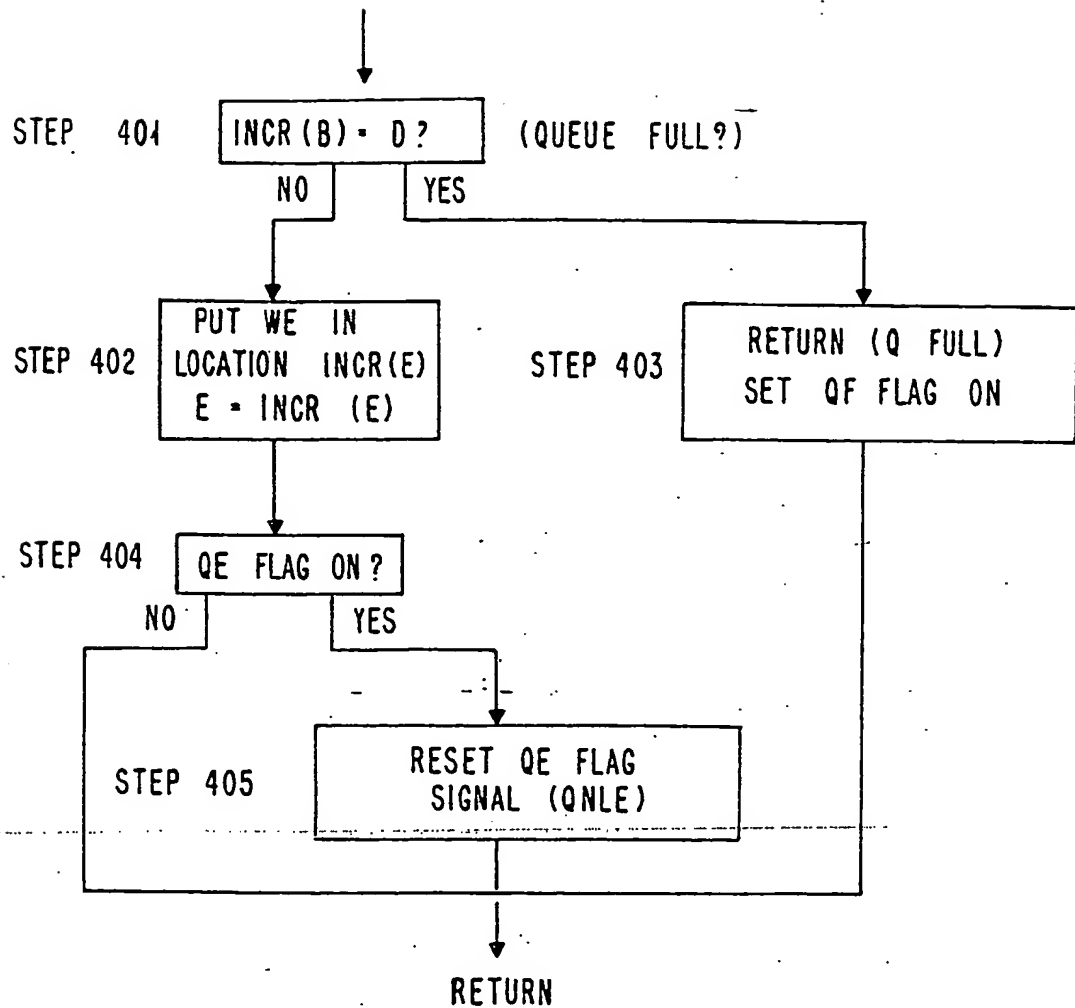 STEP 401 INCR(B) = D? (QUEUE FULL?)
NO YES
PUT WE IN
LOCATION INCR(E)
E = INCR (E)
STEP 402
RETURN (Q FULL)
SET QF FLAG ON
STEP 403
STEP 404 QE FLAG ON?
NO YES
RESET QE FLAG
SIGNAL (QNLE)
STEP 405
RETURN